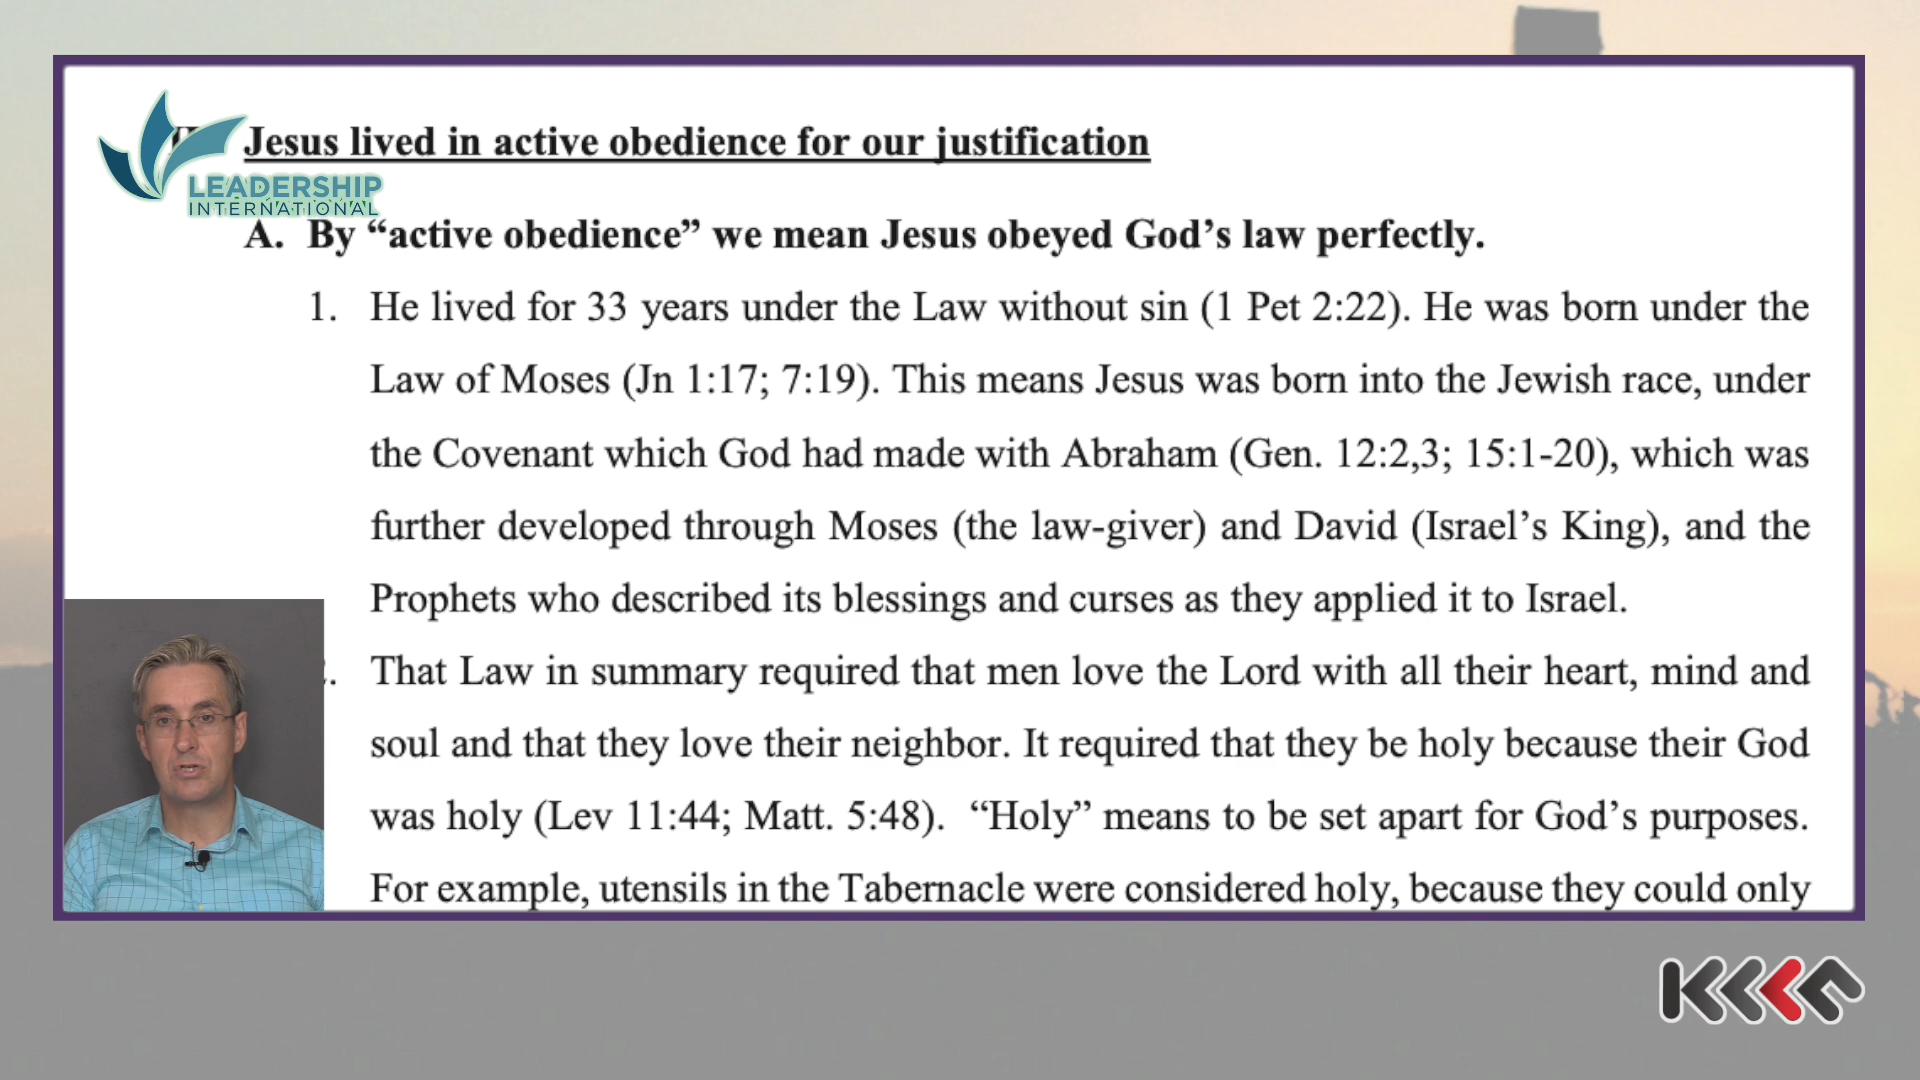 Jesus lived in active obedience for our justification
LEADERSHIP
INTERNATIONAL
A. By “active obedience” we mean Jesus obeyed God’s law perfectly.
1. He lived for 33 years under the Law without sin (1 Pet 2:22). He was born under the
Law of Moses (Jn 1:17; 7:19). This means Jesus was born into the Jewish race, under
the Covenant which God had made with Abraham (Gen. 12:2,3; 15:1-20), which was
further developed through Moses (the law-giver) and David (Israel’s King), and the
Prophets who described its blessings and curses as they applied it to Israel.
That Law in summary required that men love the Lord with all their heart, mind and
soul and that they love their neighbor. It required that they be holy because their God
was holy (Lev 11:44; Matt. 5:48). “Holy” means to be set apart for God’s purposes.
For example, utensils in the Tabernacle were considered holy, because they could only